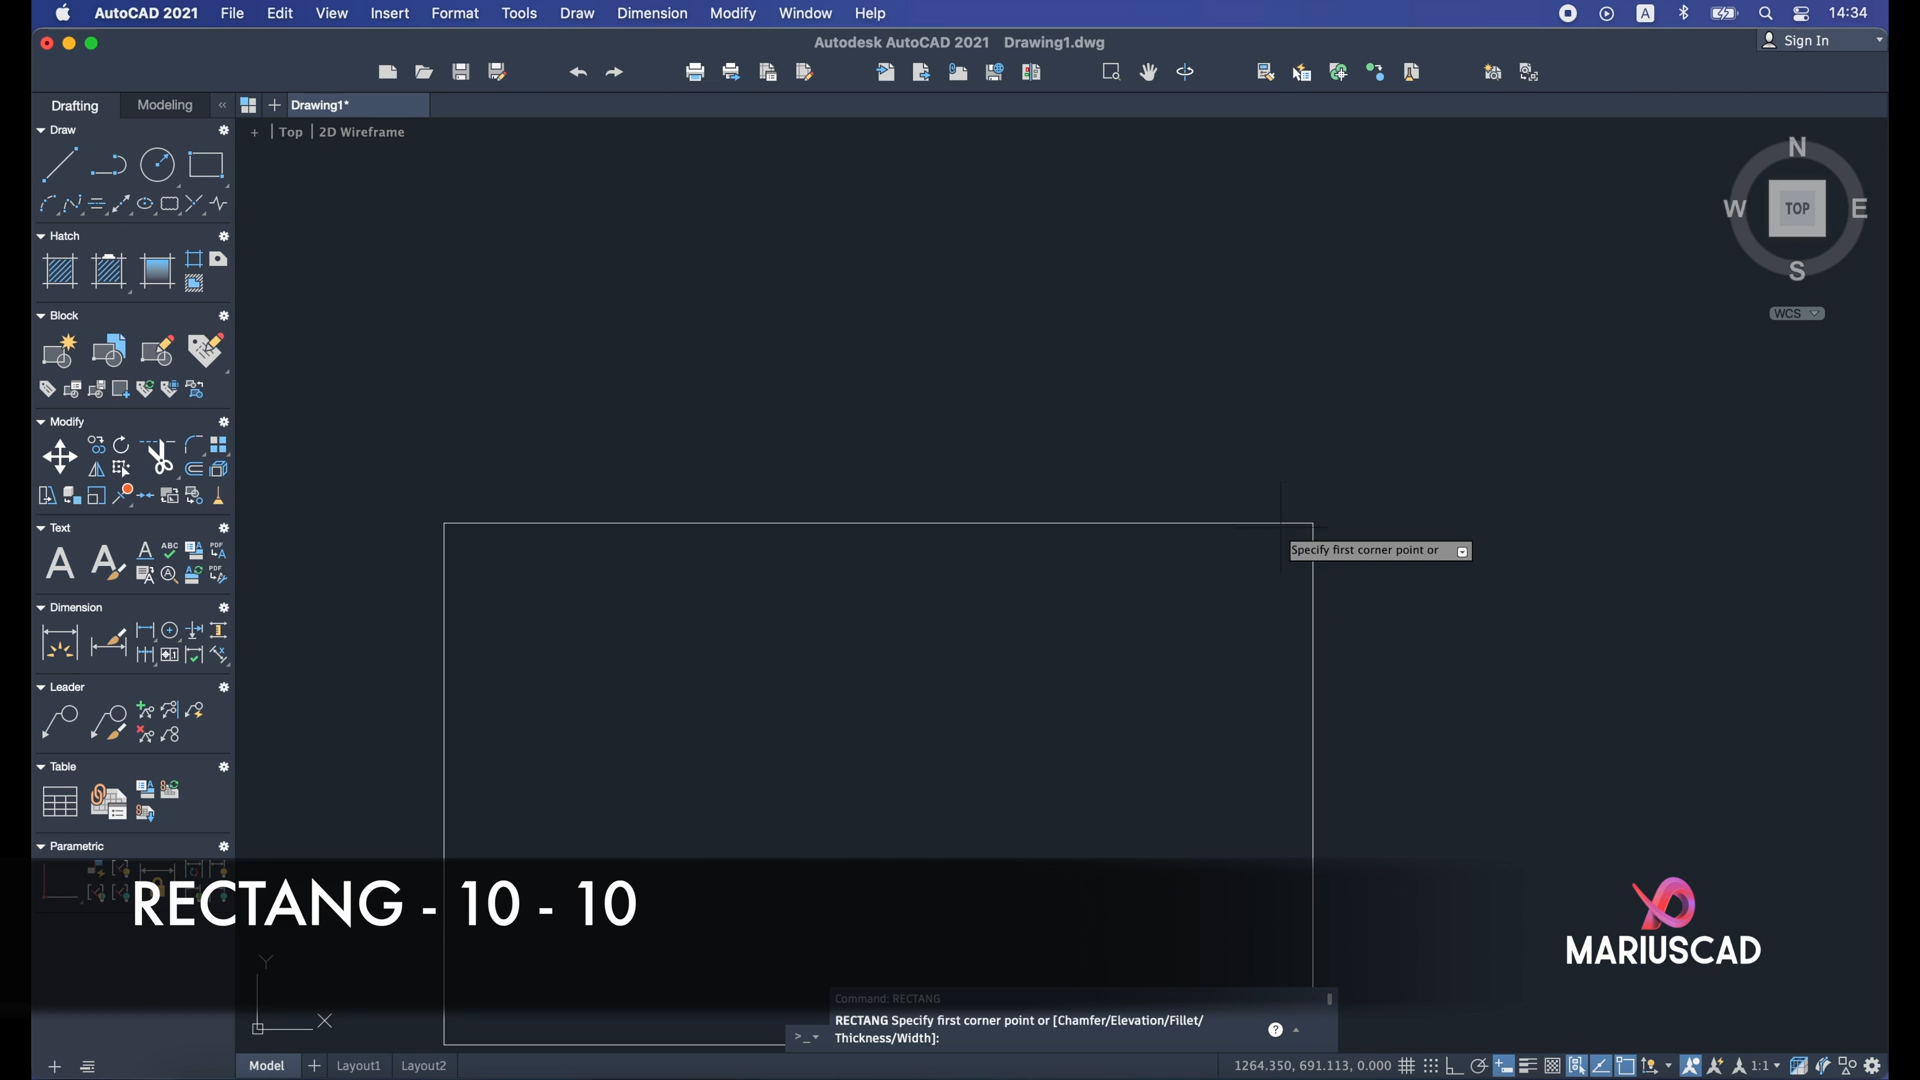 AutoCAD 2021 File Edit View Insert Format Tools Draw Dimension Modify Window Help A 14:34
Autodesk AutoCAD 2021 Drawing1.dwg
Sign In
Drafting Modeling « Drawing1*
+ | Top | 2D Wireframe
Draw
N
W TOP E
S
WCS
Hatch
Block
Modify
Text
Specify first corner point or
Dimension
Leader
Table
Parametric
RECTANG - 10 - 10
MARIUSCAD
Y
X
Command: RECTANG
RECTANG Specify first corner point or [Chamfer/Elevation/Fillet/
Thickness/Width]:
Model Layout1 Layout2
1264.350, 691.113, 0.000 1:1